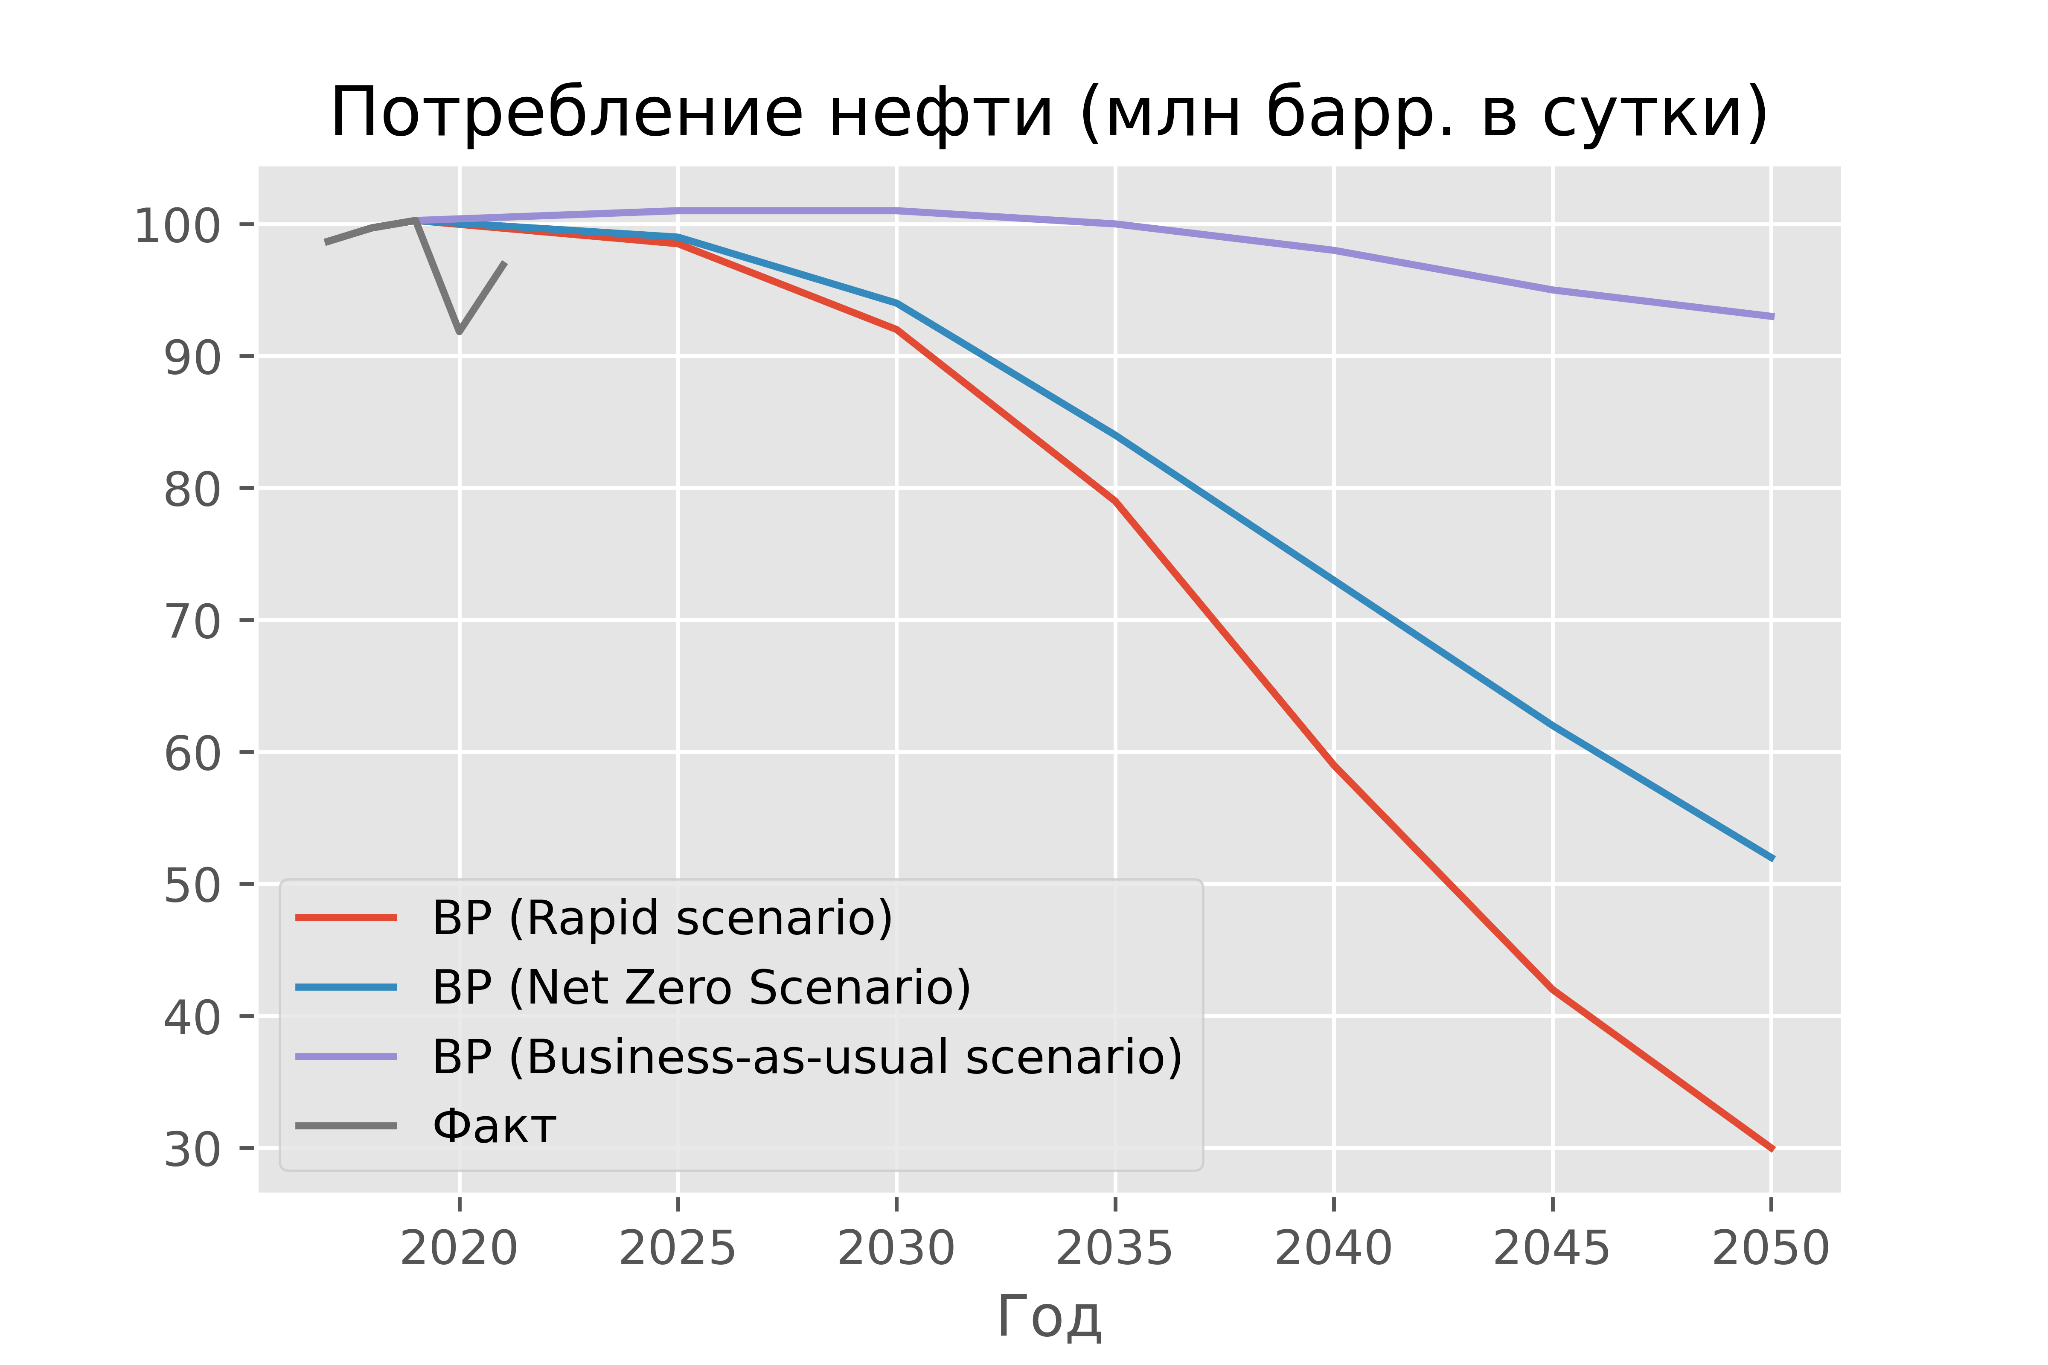 Потребление нефти (млн барр. в сутки)
100
90
80
70
60
50
40
30
BP (Rapid scenario)
BP (Net Zero Scenario)
BP (Business-as-usual scenario)
Факт
2020 2025 2030 2035 2040 2045 2050
Год